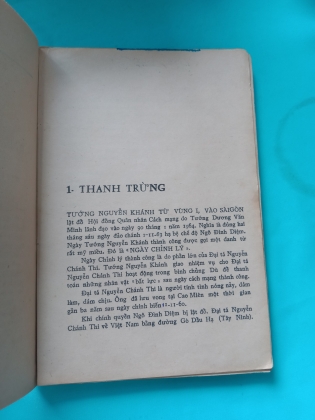 1- THANH TRỪNG
TƯỚNG NGUYỄN KHÁNH TỪ VÙNG I, VÀO SÀIGÒN
lật đổ Hội đồng Quân nhân Cách mạng do Tướng Dương Văn
Minh lãnh đạo vào ngày 30 tháng 1 năm 1964. Nghĩa là đúng hai
tháng sau ngày đảo chánh 1-11-63 hạ bệ chế độ Ngô Đình Diệm.
Ngày Tướng Nguyễn Khánh thành công được gọi một danh từ
rất mỹ miều. Đó là « NGÀY CHỈNH LÝ ».
Ngày Chỉnh lý thành công là do phần lớn của Đại tá Nguyễn
Chánh Thi. Tướng Nguyễn Khánh giao nhiệm vụ cho Đại tá
Nguyễn Chánh Thi hoạt động trong binh chủng Dù để thanh
toán những nhân vật « bất lực » sau ngày cách mạng thành công.
Đại tá Nguyễn Chánh Thi là người tính tình nóng nảy, dám
làm, dám chịu. Ông đã lưu vong tại Cao Miên một thời gian
gần ba năm sau ngày chính biến 11-11-60.
Khi chính quyền Ngô Đình Diệm bị lật đổ. Đại tá Nguyễn
Chánh Thi về Việt Nam bằng đường Gò Dầu Hạ (Tây Ninh).